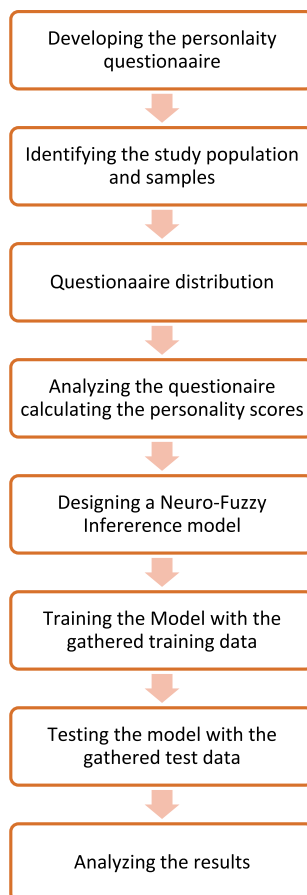 Developing the personlaity
questionaaire
Identifying the study population
and samples
Questionaaire distribution
Analyzing the questionaire
calculating the personality scores
Designing a Neuro-Fuzzy
Infererence model
Training the Model with the
gathered training data
Testing the model with the
gathered test data
Analyzing the results